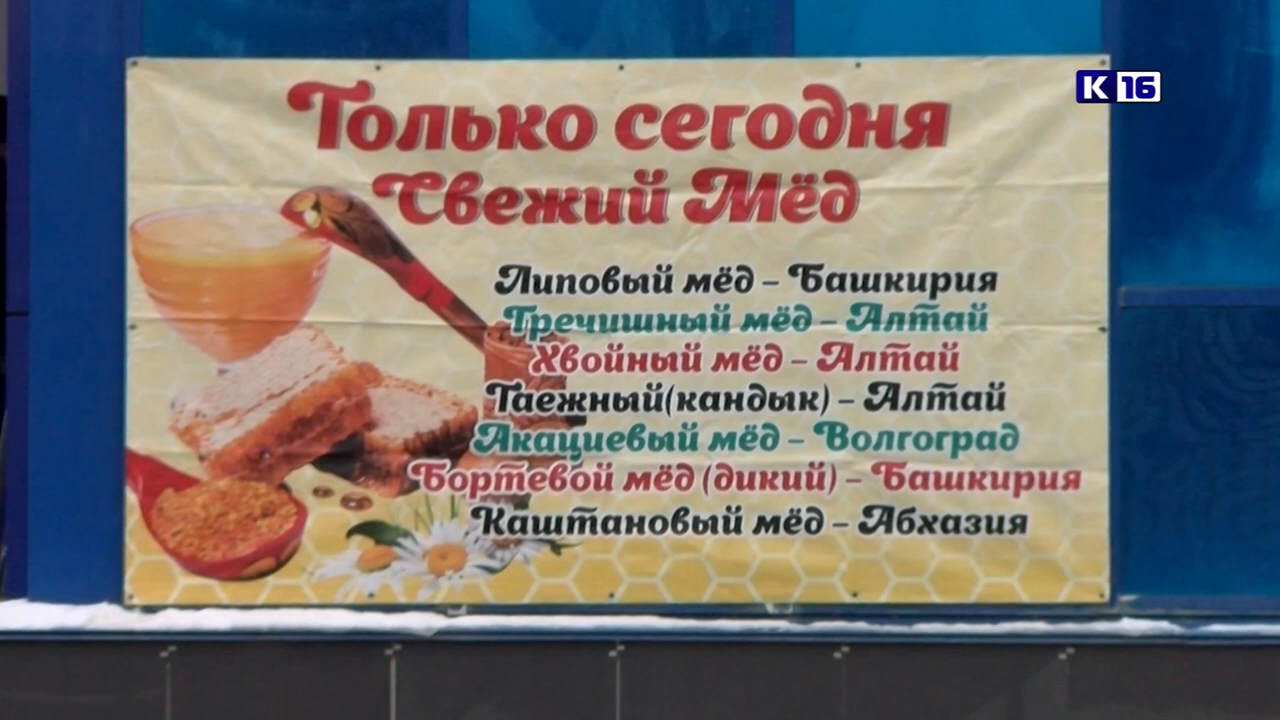 К 16
Только сегодня
Свежий Мёд
Липовый мёд – Башкирия
Гречишный мёд – Алтай
Хвойный мёд – Алтай
Таежный(кандык) – Алтай
Акациевый мёд – Волгоград
Бортевой мёд (дикий) – Башкирия
Каштановый мёд – Абхазия